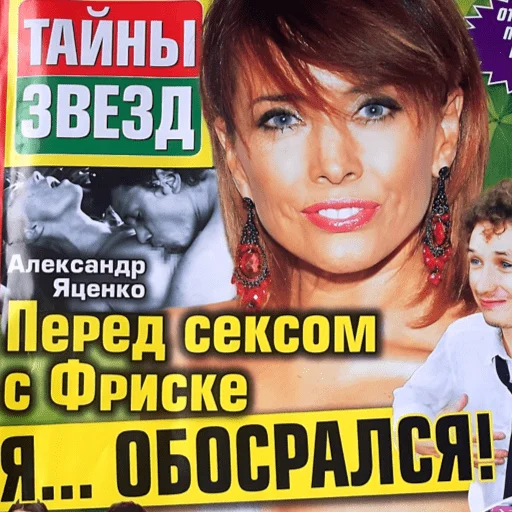 ТАЙНЫ
ЗВЕЗД
Александр
Яценко
Перед сексом
с Фриске
Я... ОБОСРАЛСЯ!